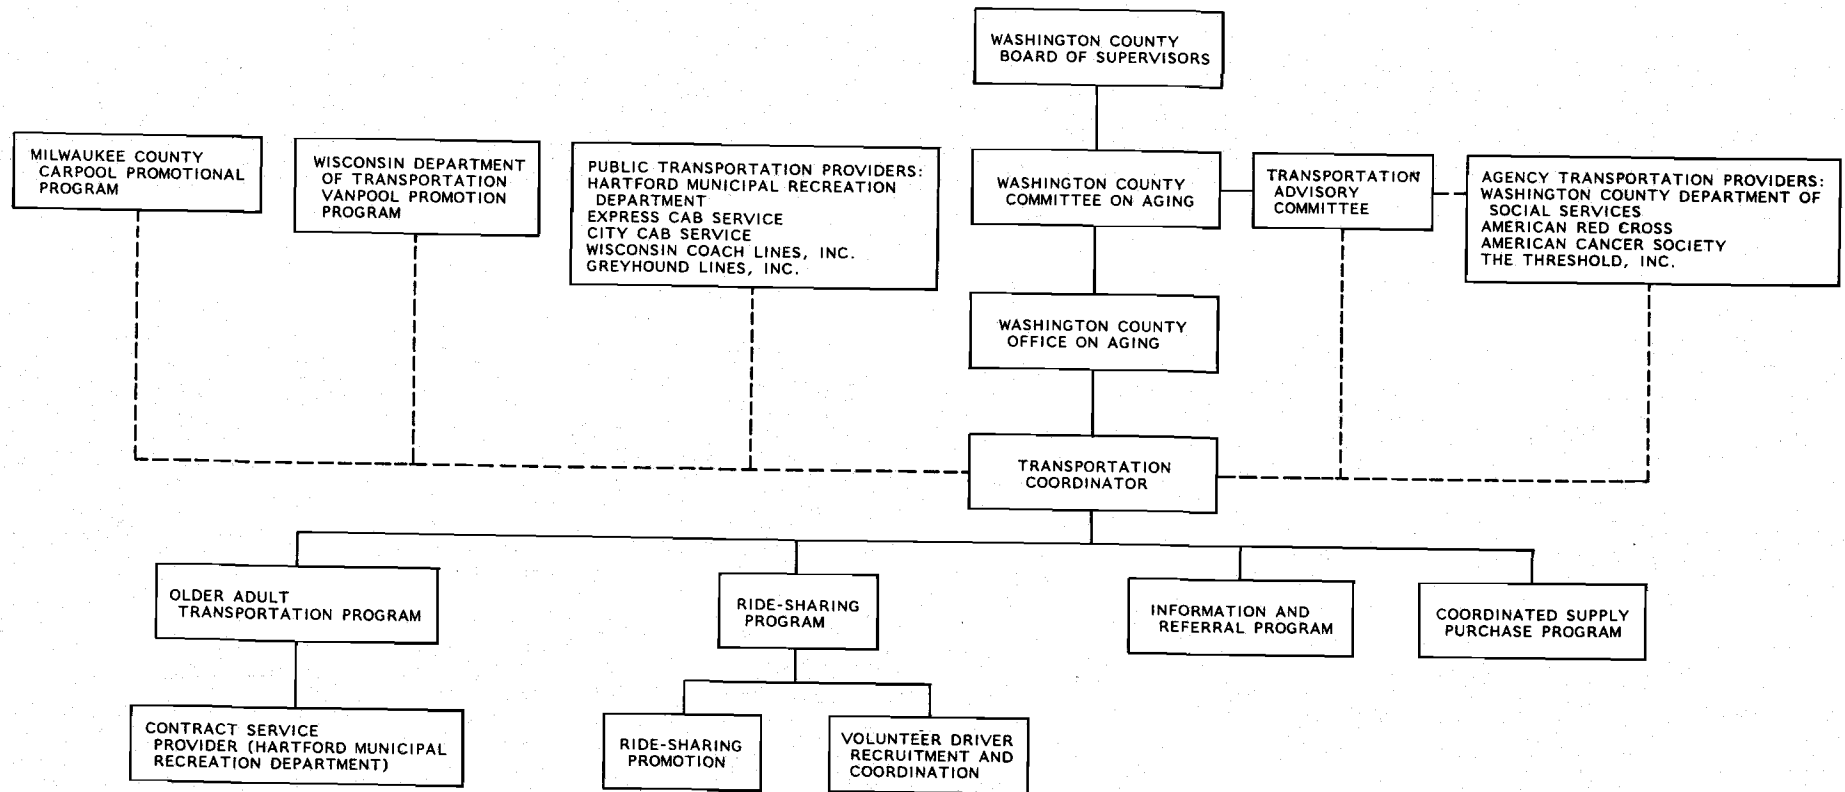 WASHINGTON COUNTY
BOARD OF SUPERVISORS
MILWAUKEE COUNTY
CARPOOL PROMOTIONAL
PROGRAM
WISCONSIN DEPARTMENT
OF TRANSPORTATION
VANPOOL PROMOTION
PROGRAM
PUBLIC TRANSPORTATION PROVIDERS:
HARTFORD MUNICIPAL RECREATION
DEPARTMENT
EXPRESS CAB SERVICE
CITY CAB SERVICE
WISCONSIN COACH LINES, INC.
GREYHOUND LINES, INC.
WASHINGTON COUNTY
COMMITTEE ON AGING
TRANSPORTATION
ADVISORY
COMMITTEE
AGENCY TRANSPORTATION PROVIDERS:
WASHINGTON COUNTY DEPARTMENT OF
SOCIAL SERVICES
AMERICAN RED CROSS
AMERICAN CANCER SOCIETY
THE THRESHOLD, INC.
WASHINGTON COUNTY
OFFICE ON AGING
TRANSPORTATION
COORDINATOR
OLDER ADULT
TRANSPORTATION PROGRAM
RIDE-SHARING
PROGRAM
INFORMATION AND
REFERRAL PROGRAM
COORDINATED SUPPLY
PURCHASE PROGRAM
CONTRACT SERVICE
PROVIDER (HARTFORD MUNICIPAL
RECREATION DEPARTMENT)
RIDE-SHARING
PROMOTION
VOLUNTEER DRIVER
RECRUITMENT AND
COORDINATION